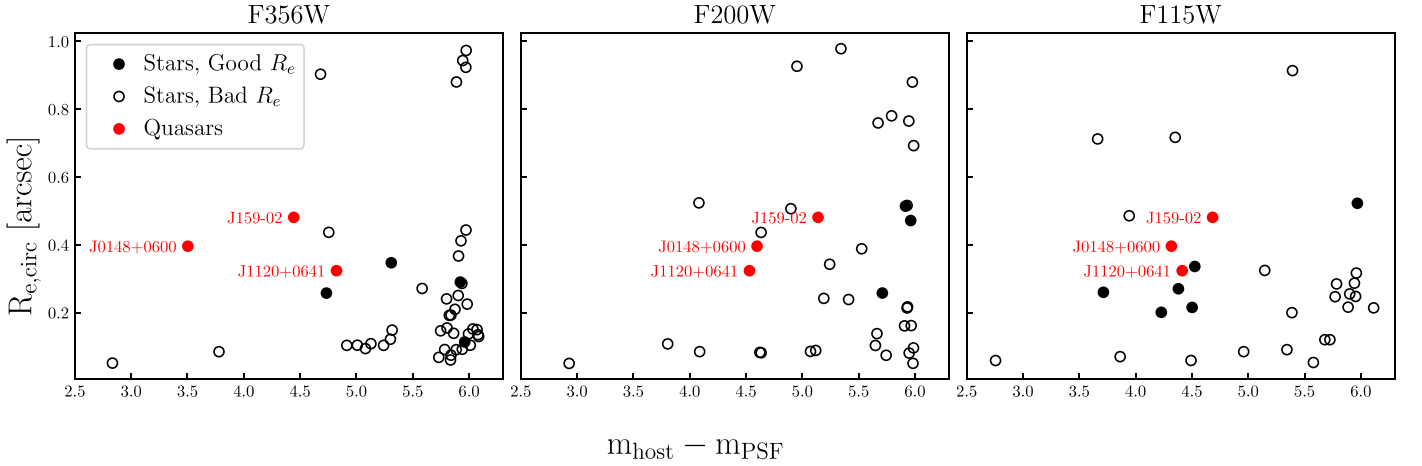 F356W F200W F115W
Stars, Good R_e
Stars, Bad R_e
Quasars
R_e,circ [arcsec]
1.0
0.8
0.6
0.4
0.2
J159-02
J0148+0600
J1120+0641
J159-02
J0148+0600
J1120+0641
J159-02
J0148+0600
J1120+0641
2.5 3.0 3.5 4.0 4.5 5.0 5.5 6.0
2.5 3.0 3.5 4.0 4.5 5.0 5.5 6.0
2.5 3.0 3.5 4.0 4.5 5.0 5.5 6.0
m_host − m_PSF